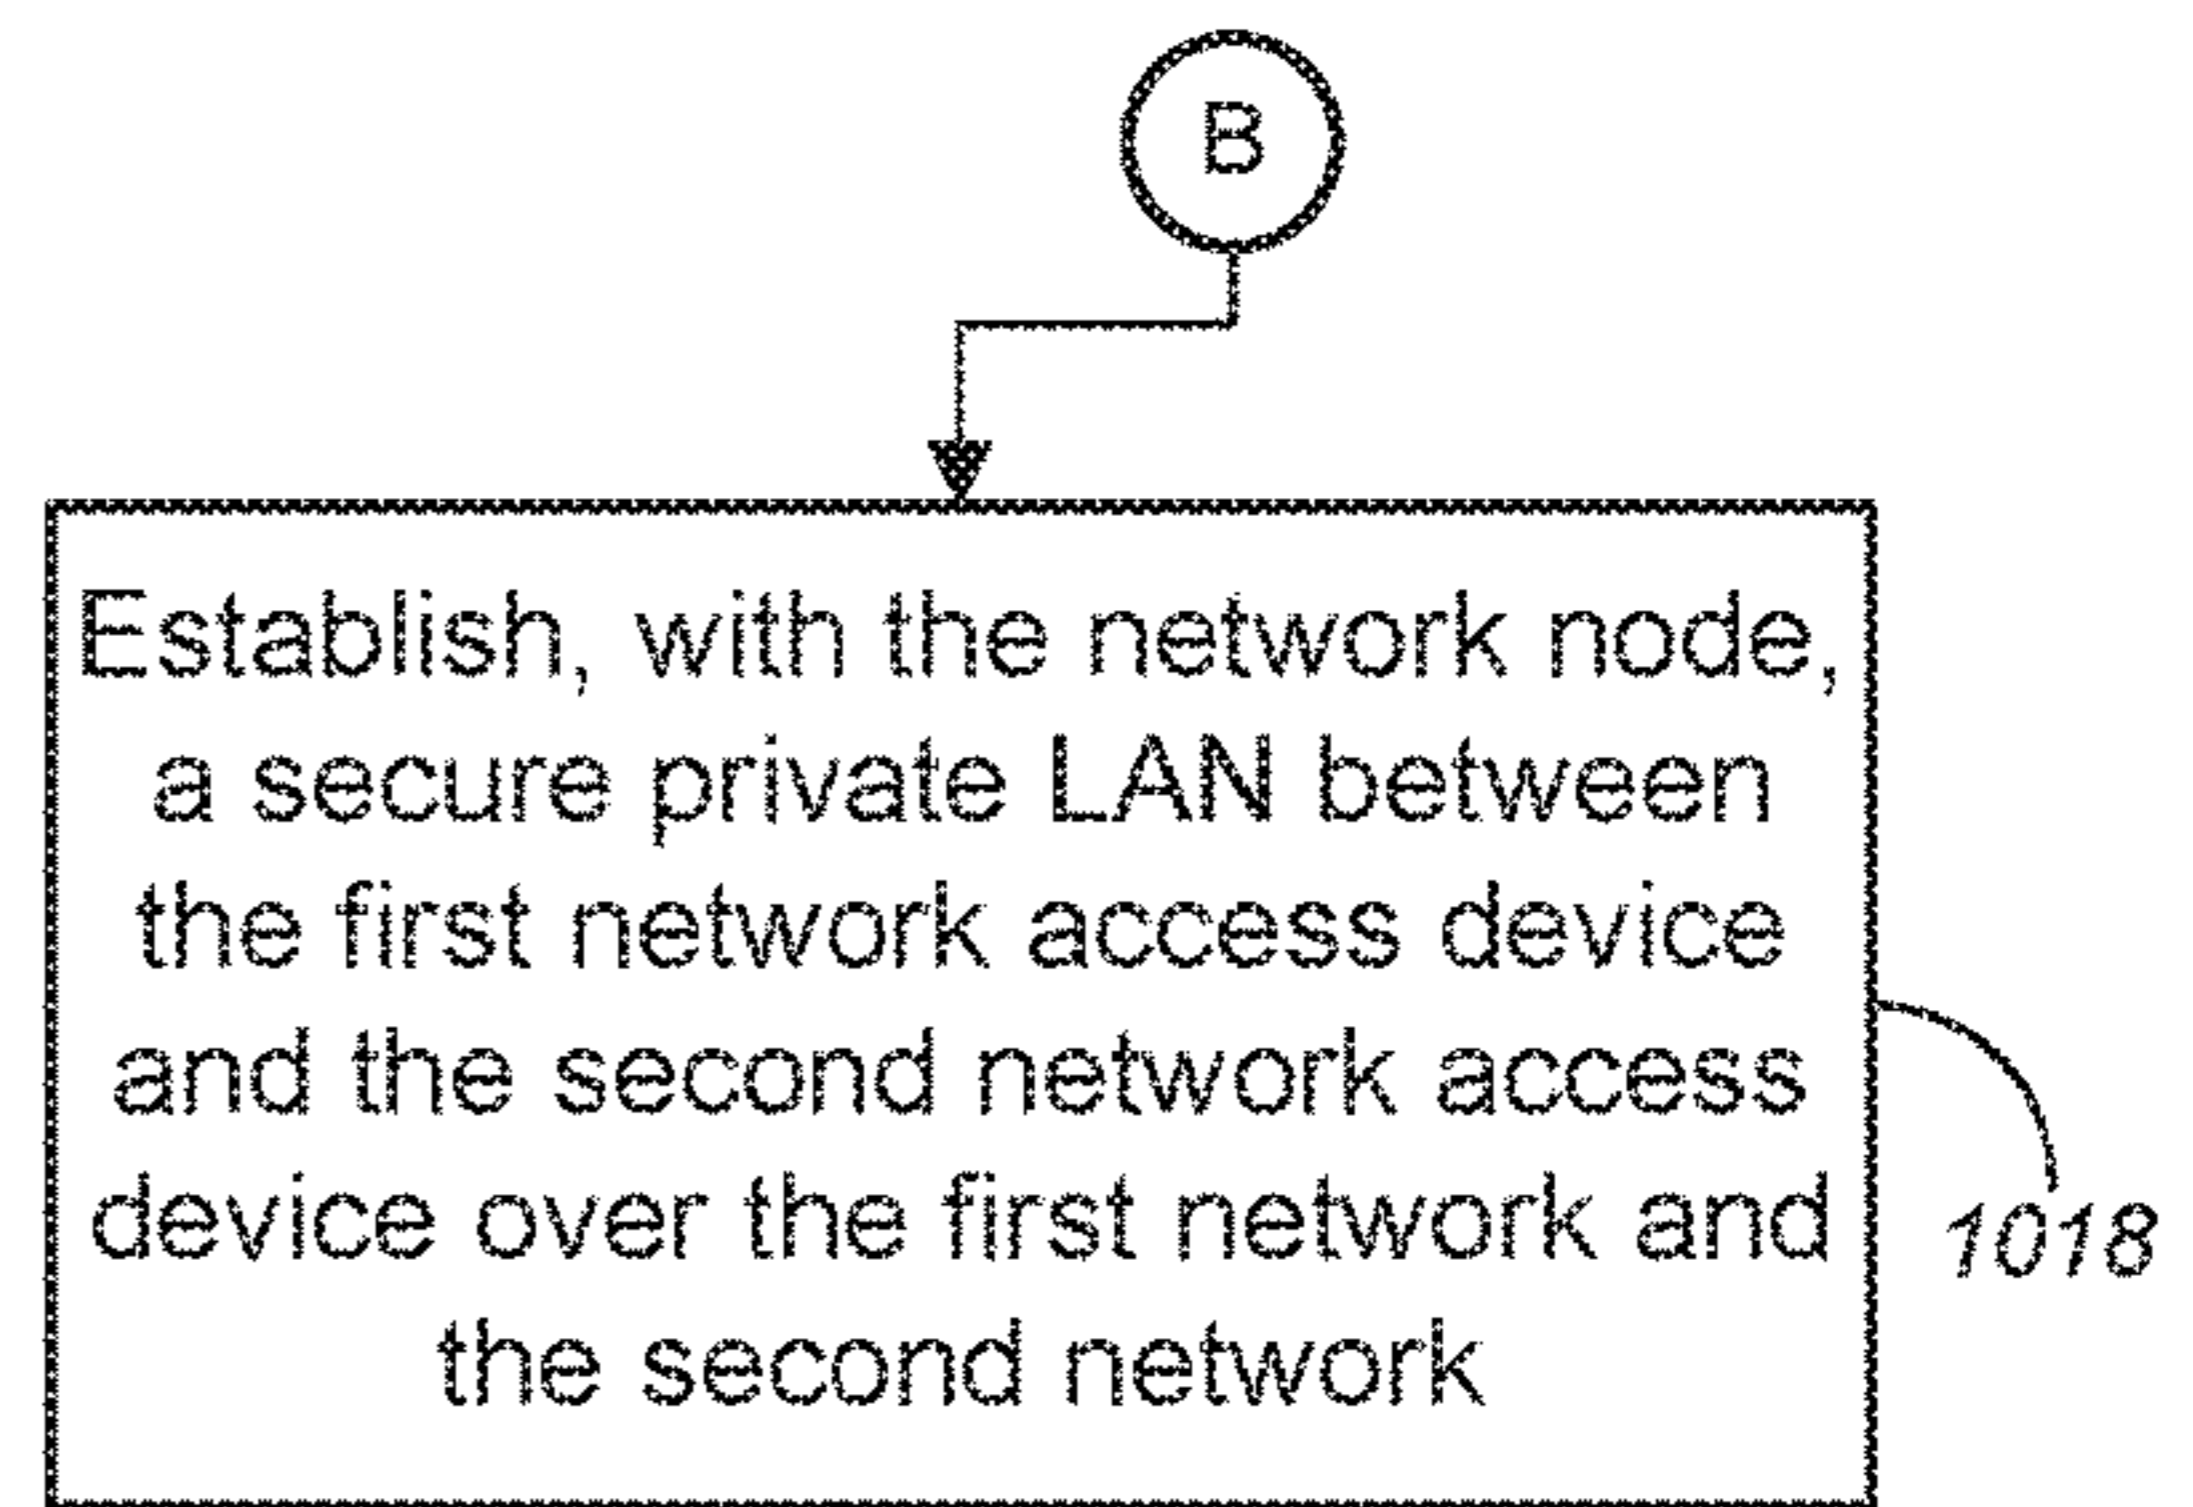 B
Establish, with the network node,
a secure private LAN between
the first network access device
and the second network access
device over the first network and
the second network
1018